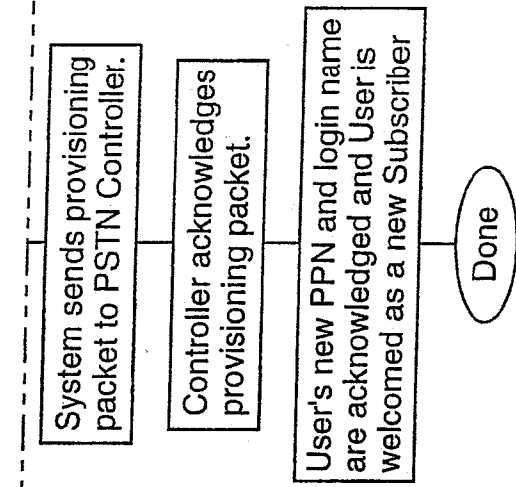 System sends provisioning
packet to PSTN Controller.
Controller acknowledges
provisioning packet.
User's new PPN and login name
are acknowledged and User is
welcomed as a new Subscriber
Done